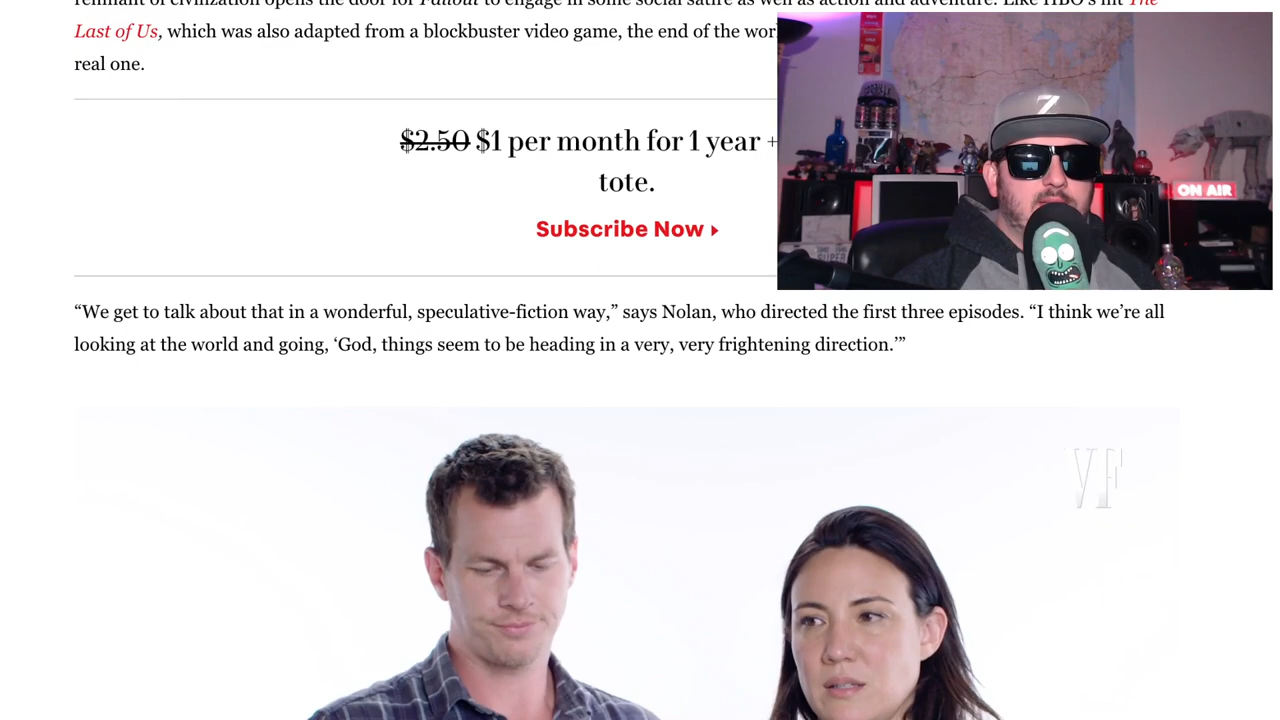 remnant of civilization opens the door for Fallout to engage in some social satire as well as action and adventure. Like HBO's hit The
Last of Us, which was also adapted from a blockbuster video game, the end of the worl
real one.
$2.50 $1 per month for 1 year +
tote.
Subscribe Now
ON AIR
“We get to talk about that in a wonderful, speculative-fiction way,” says Nolan, who directed the first three episodes. “I think we’re all
looking at the world and going, ‘God, things seem to be heading in a very, very frightening direction.’”
VF